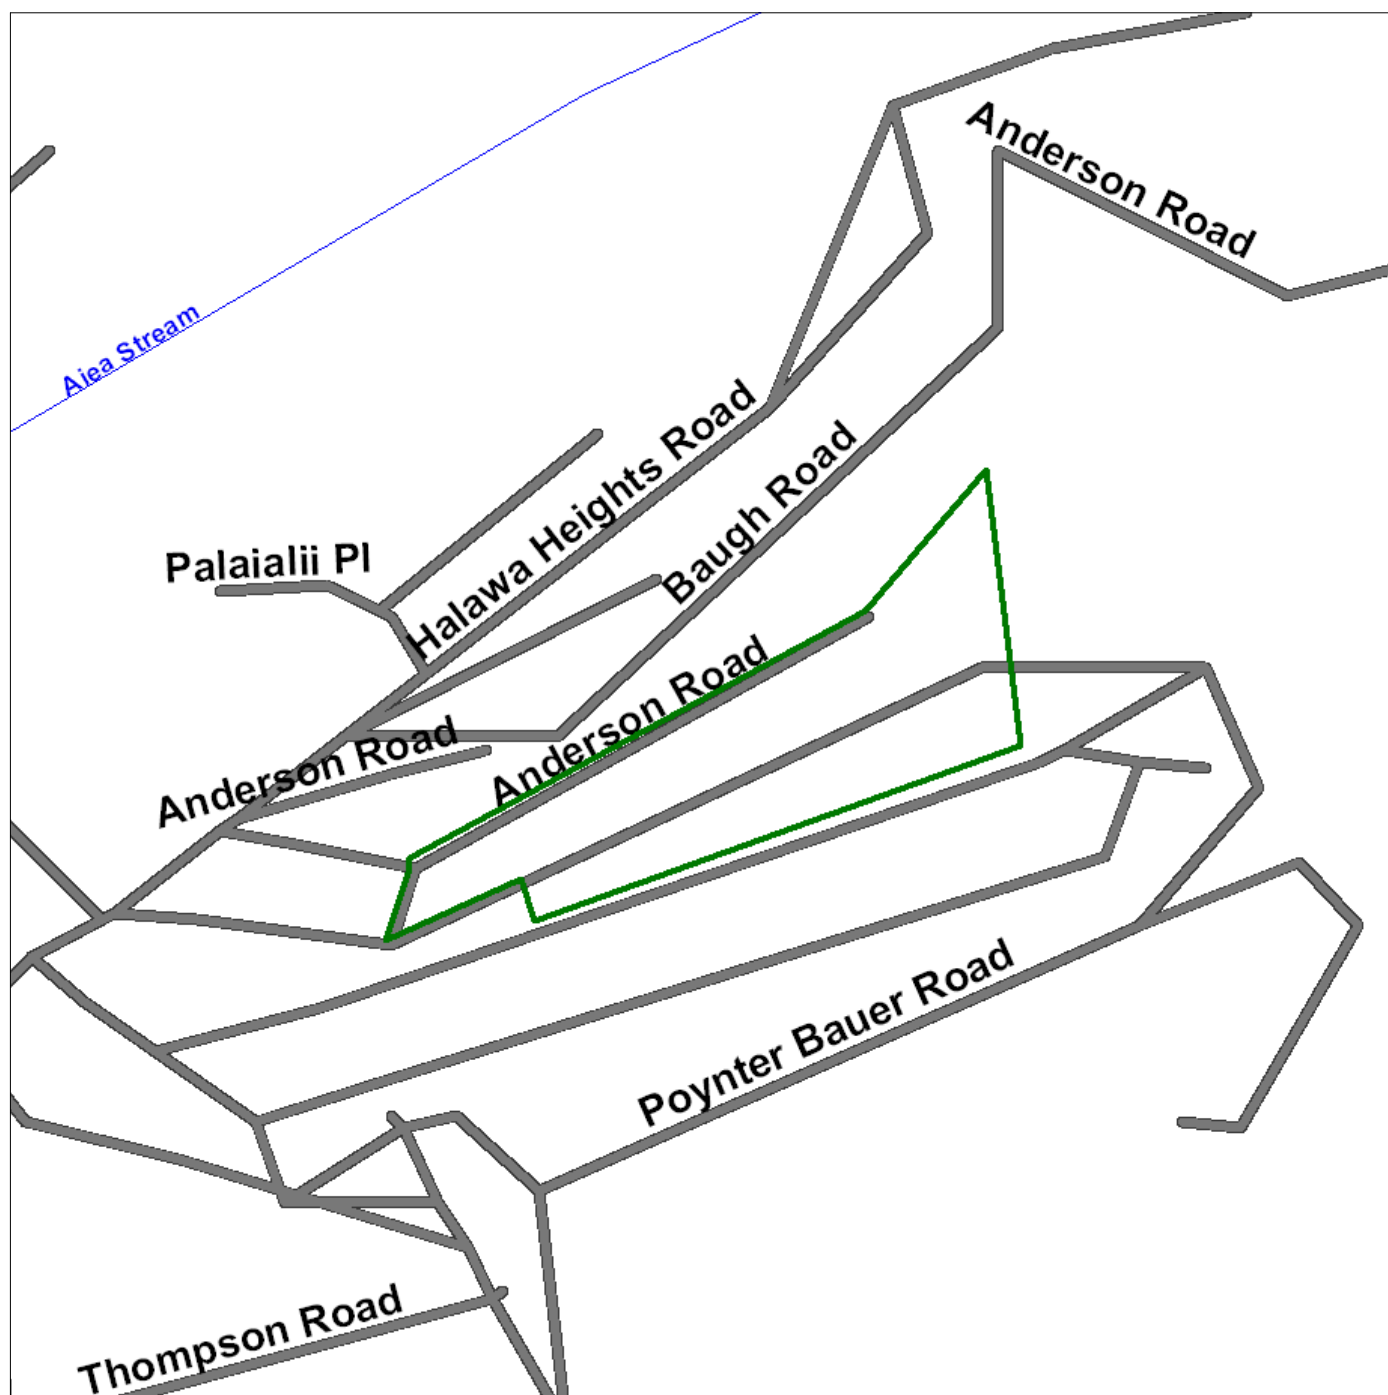 Anderson Road
Aiea Stream
Halawa Heights Road
Baugh Road
Palaialii Pl
Anderson Road
Anderson Road
Poynter Bauer Road
Thompson Road